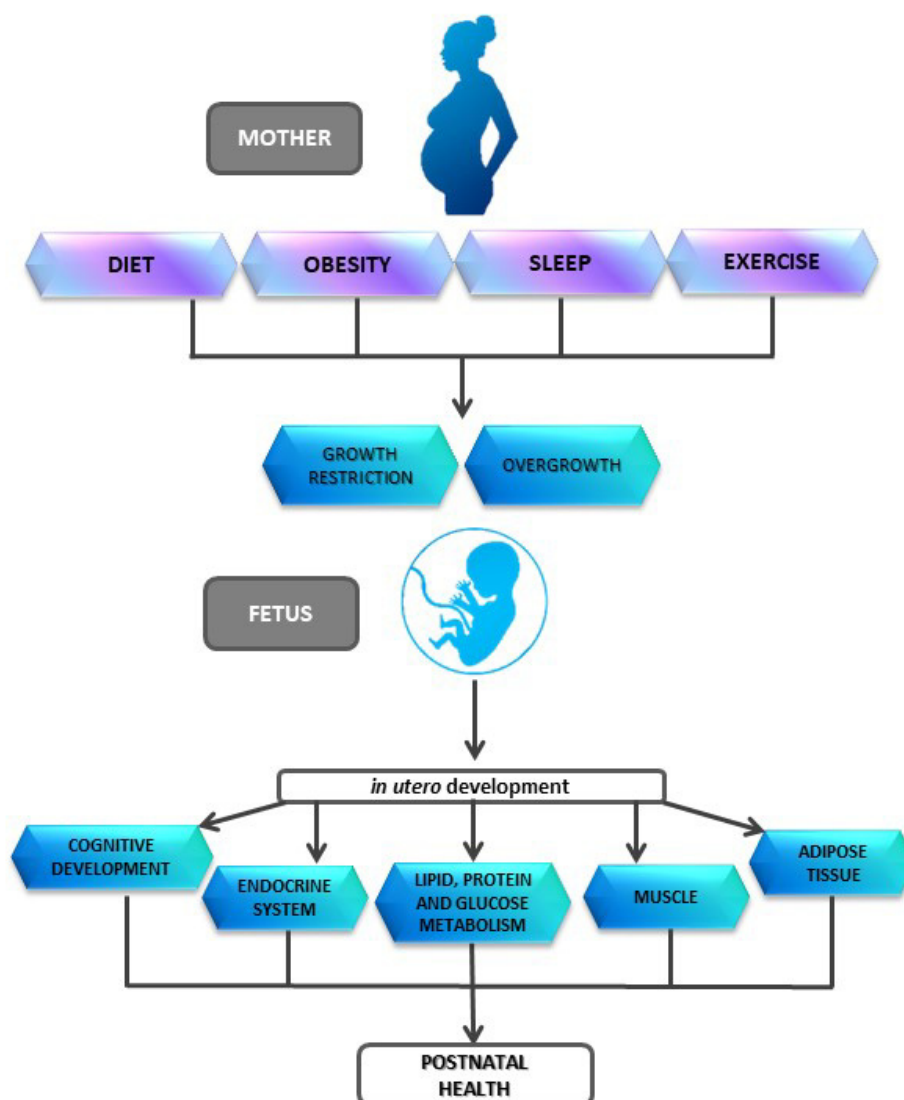 MOTHER
DIET
OBESITY
SLEEP
EXERCISE
GROWTH
RESTRICTION
OVERGROWTH
FETUS
in utero development
COGNITIVE
DEVELOPMENT
ENDOCRINE
SYSTEM
LIPID, PROTEIN
AND GLUCOSE
METABOLISM
MUSCLE
ADIPOSE
TISSUE
POSTNATAL
HEALTH